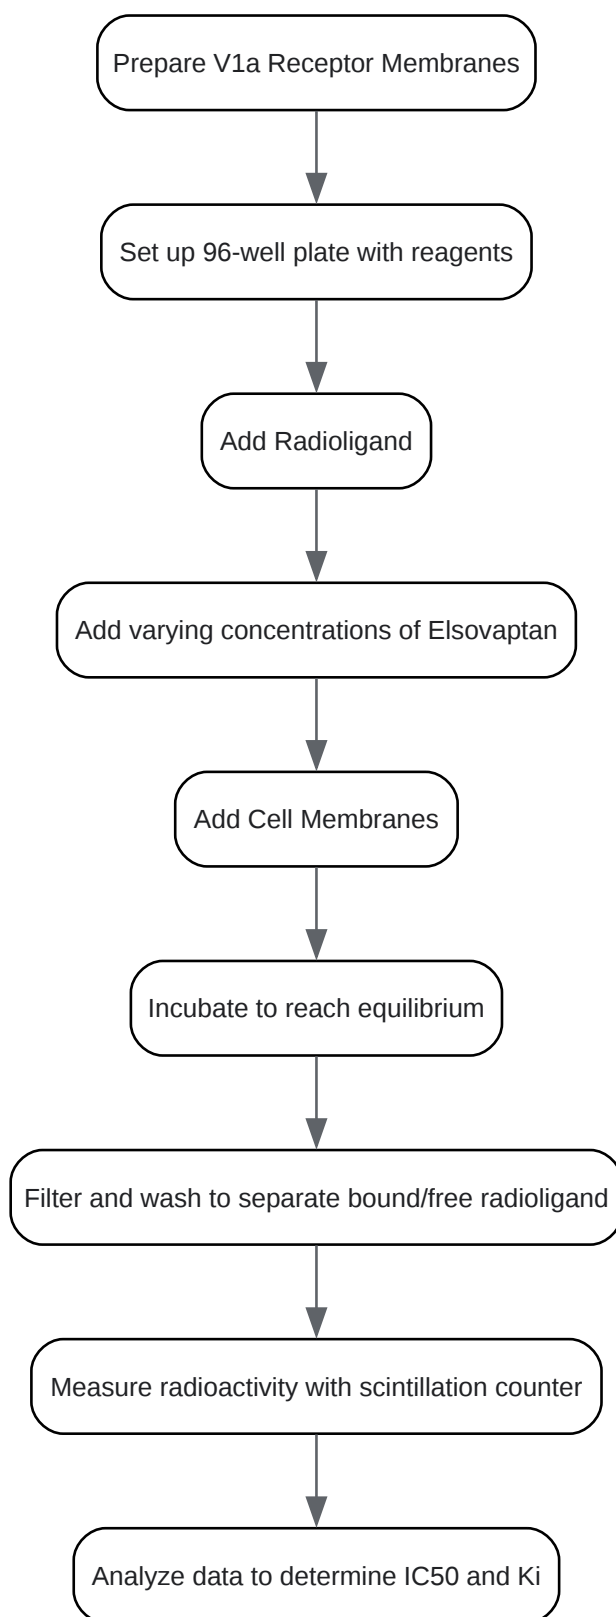 Prepare V1a Receptor Membranes
Set up 96-well plate with reagents
Add Radioligand
Add varying concentrations of Elsovaptan
Add Cell Membranes
Incubate to reach equilibrium
Filter and wash to separate bound/free radioligand
Measure radioactivity with scintillation counter
Analyze data to determine IC50 and Ki